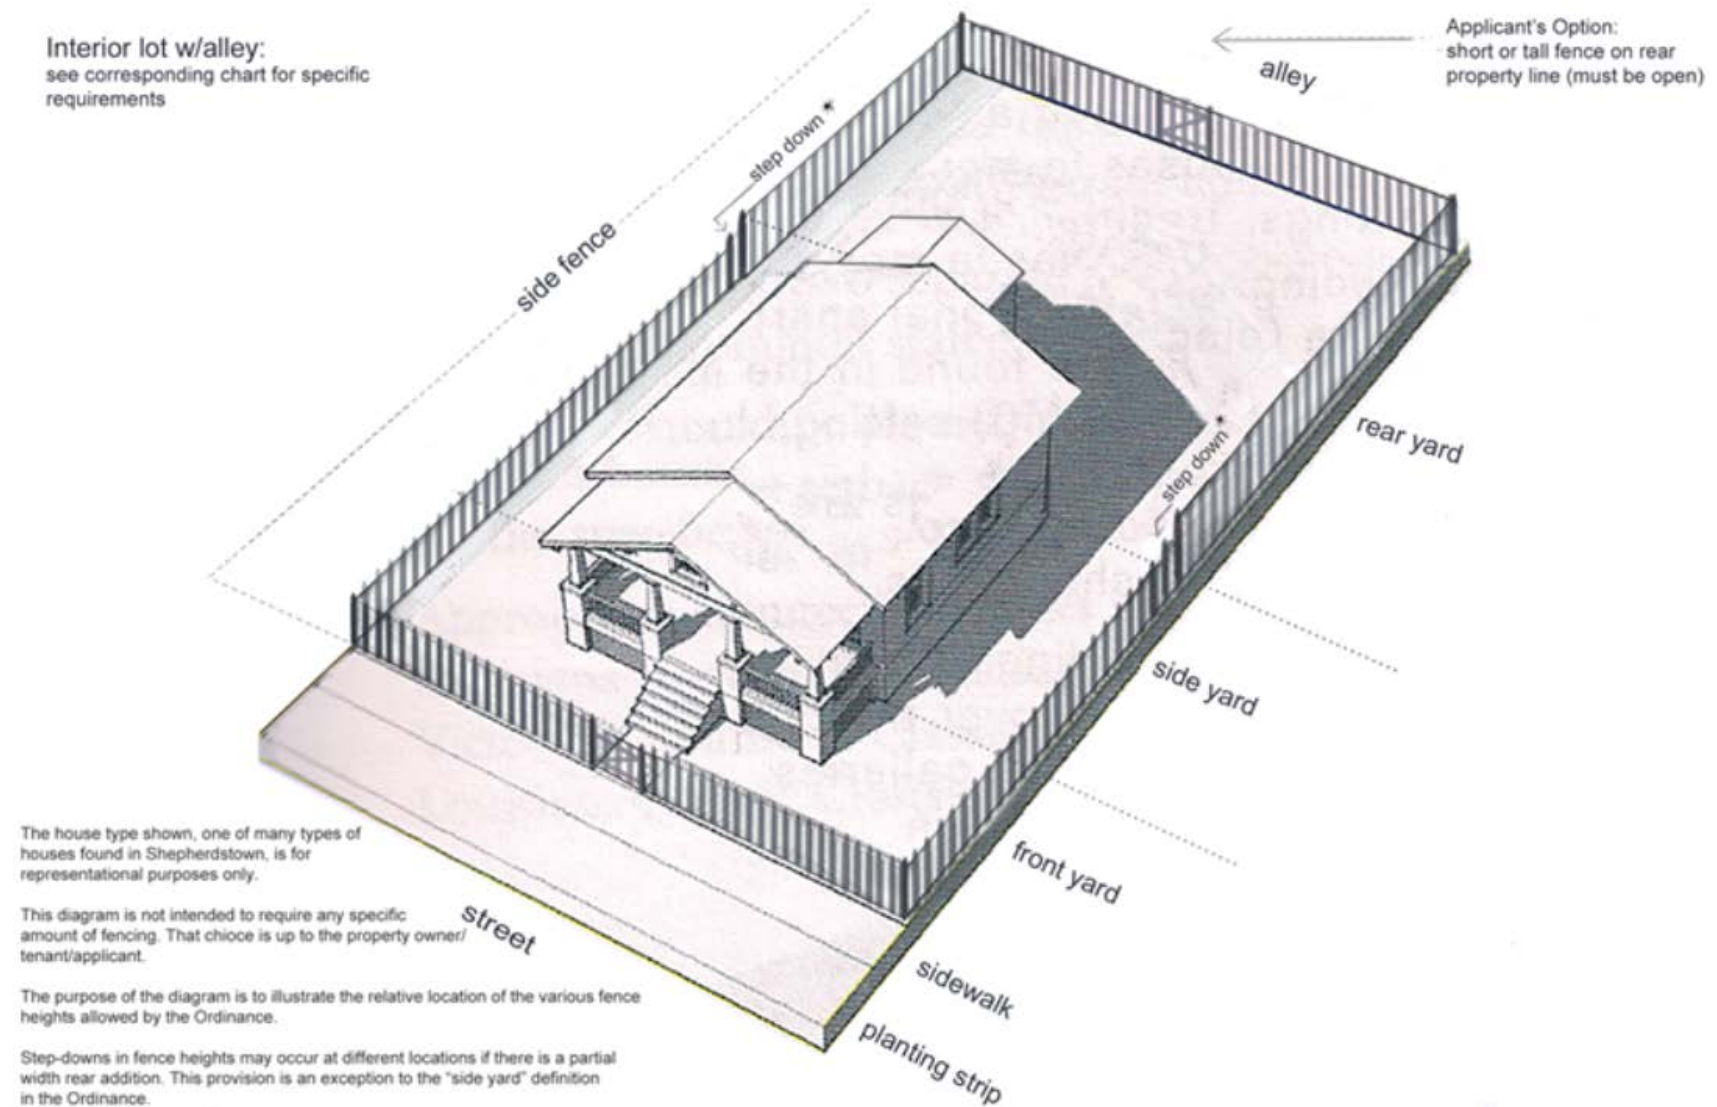 Interior lot w/alley:
see corresponding chart for specific
requirements
Applicant's Option:
short or tall fence on rear
property line (must be open)
alley
step down *
side fence
rear yard
step down *
side yard
front yard
street
sidewalk
planting strip
The house type shown, one of many types of
houses found in Shepherdstown, is for
representational purposes only.
This diagram is not intended to require any specific
amount of fencing. That chioce is up to the property owner/
tenant/applicant.
The purpose of the diagram is to illustrate the relative location of the various fence
heights allowed by the Ordinance.
Step-downs in fence heights may occur at different locations if there is a partial
width rear addition. This provision is an exception to the "side yard" definition
in the Ordinance.